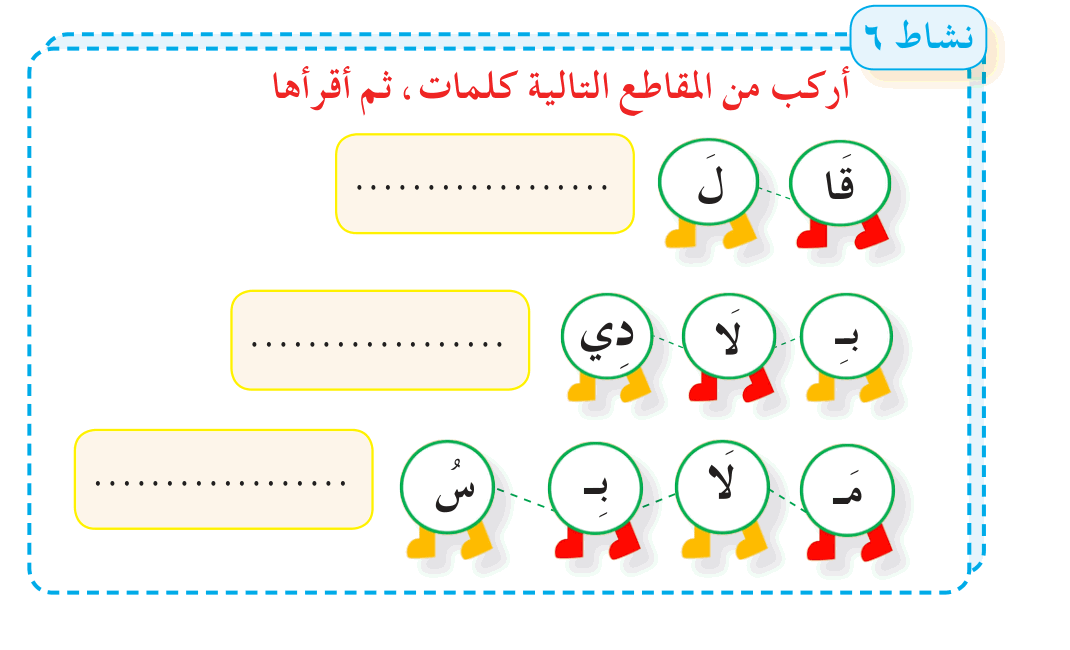 نشاط ٦
أركب من المقاطع التالية كلمات، ثم أقرأها
قَا لَ .................
بِـ لَا دِي ..................
مَـ لَا بِـ سُ ..................